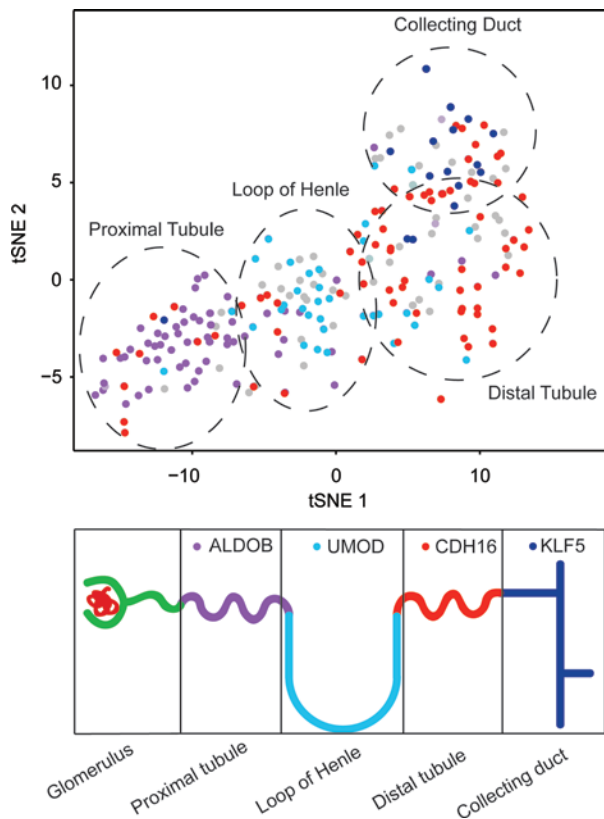 Collecting Duct
Loop of Henle
Proximal Tubule
Distal Tubule
tSNE 2
10
5
0
−5
−10
0
10
tSNE 1
ALDOB
UMOD
CDH16
KLF5
Glomerulus
Proximal tubule
Loop of Henle
Distal tubule
Collecting duct